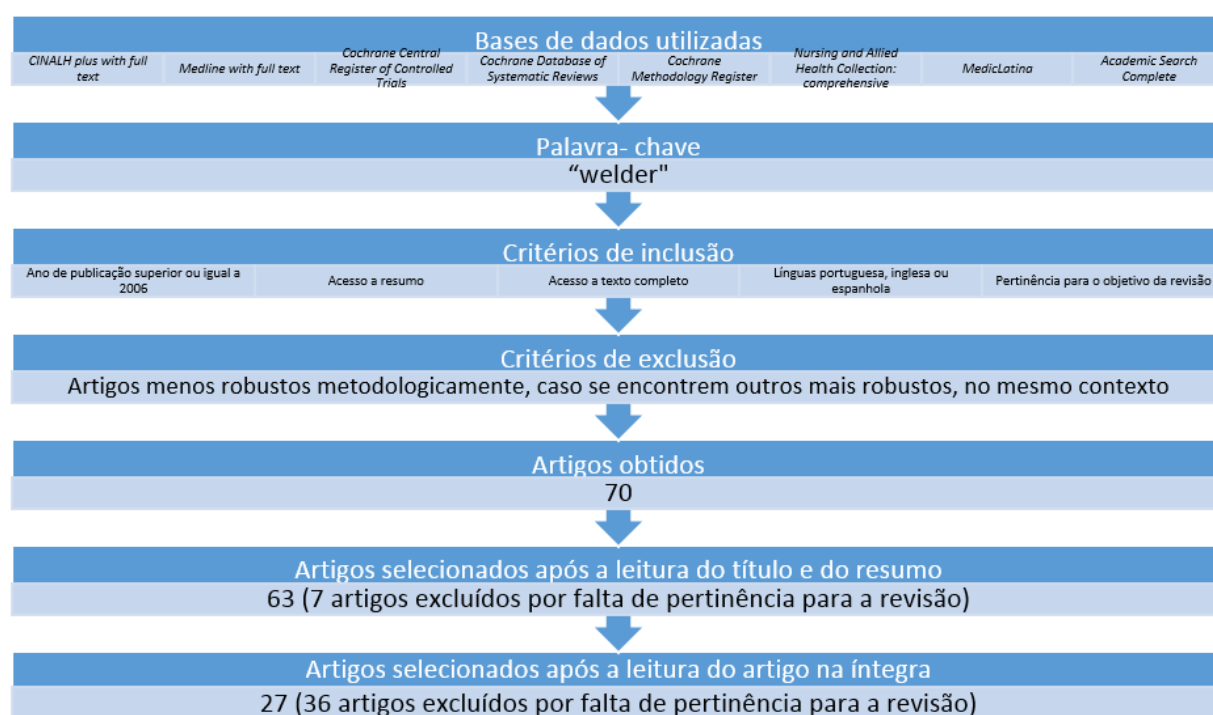 Bases de dados utilizadas
CINALH plus with full
text
Medline with full text
Cochrane Central
Register of Controlled
Trials
Cochrane Database of
Systematic Reviews
Cochrane
Methodology Register
Nursing and Allied
Health Collection:
comprehensive
MedicLatina
Academic Search
Complete
Palavra- chave
“welder"
Critérios de inclusão
Ano de publicação superior ou igual a
2006
Acesso a resumo
Acesso a texto completo
Línguas portuguesa, inglesa ou
espanhola
Pertinência para o objetivo da revisão
Critérios de exclusão
Artigos menos robustos metodologicamente, caso se encontrem outros mais robustos, no mesmo contexto
Artigos obtidos
70
Artigos selecionados após a leitura do título e do resumo
63 (7 artigos excluídos por falta de pertinência para a revisão)
Artigos selecionados após a leitura do artigo na íntegra
27 (36 artigos excluídos por falta de pertinência para a revisão)